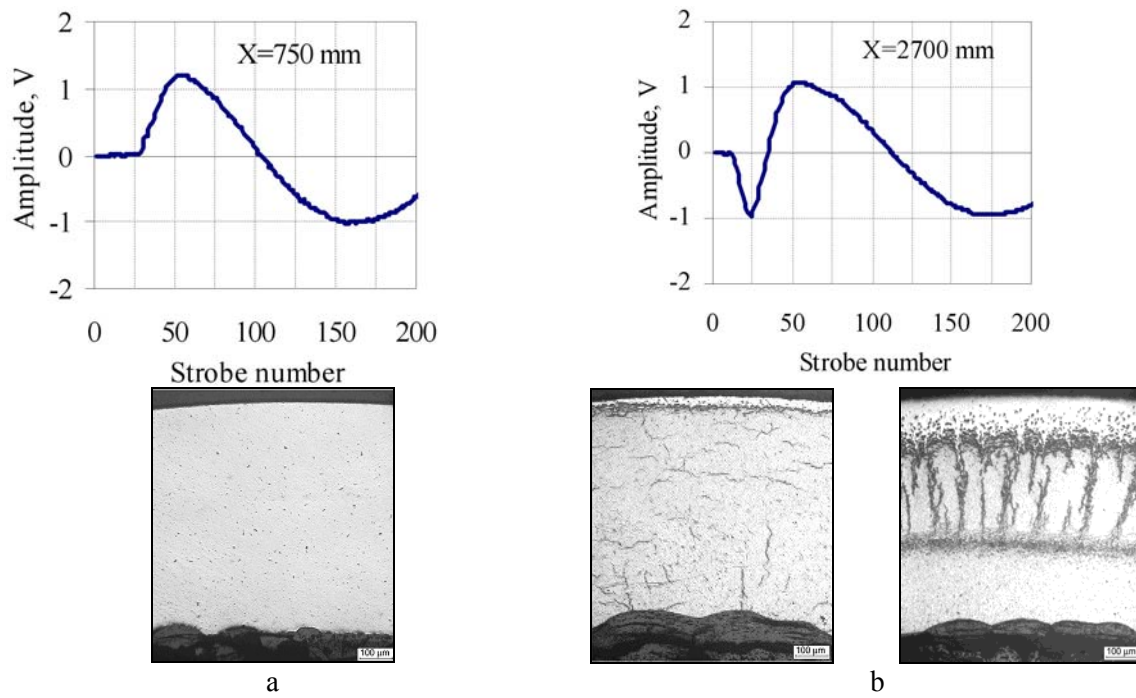 2
1
0
-1
-2
Amplitude, V
X=750 mm
0 50 100 150 200
Strobe number
2
1
0
-1
-2
Amplitude, V
X=2700 mm
0 50 100 150 200
Strobe number
100 µm
100 µm
100 µm
a
b